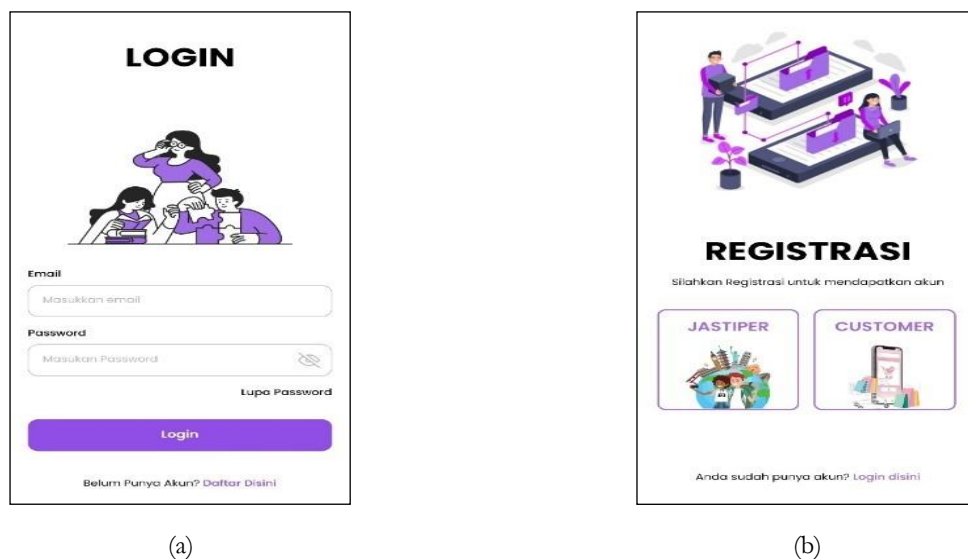 LOGIN
Email
Masukkan email
Password
Masukan Password
Lupa Password
Login
Belum Punya Akun? Daftar Disini
(a)
REGISTRASI
Silahkan Registrasi untuk mendapatkan akun
JASTIPER
CUSTOMER
Anda sudah punya akun? Login disini
(b)